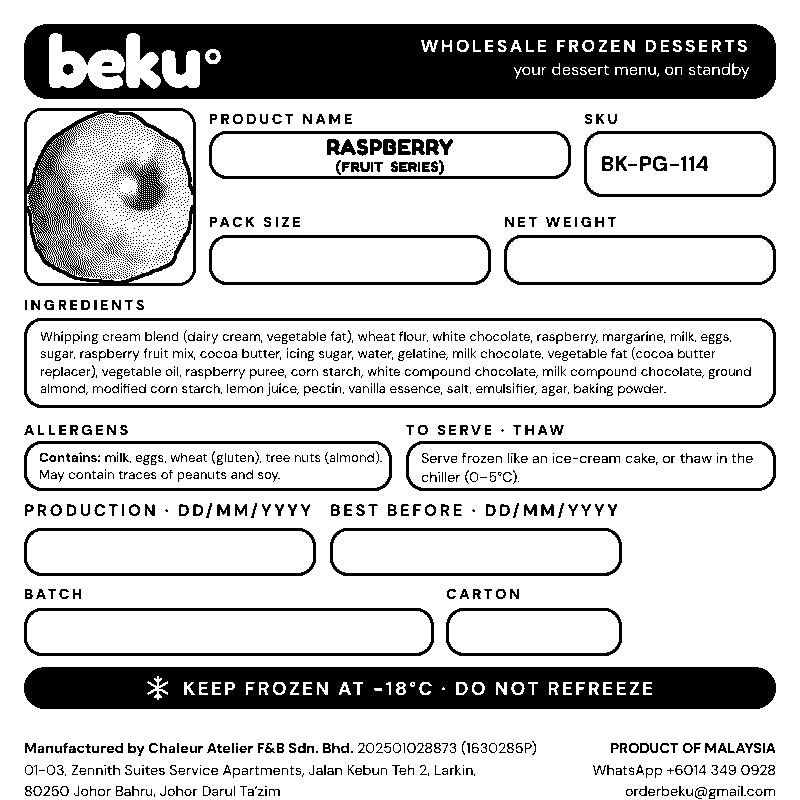 beku°
WHOLESALE FROZEN DESSERTS
your dessert menu, on standby
PRODUCT NAME
RASPBERRY
(FRUIT SERIES)
SKU
BK-PG-114
PACK SIZE
NET WEIGHT
INGREDIENTS
Whipping cream blend (dairy cream, vegetable fat), wheat flour, white chocolate, raspberry, margarine, milk, eggs,
sugar, raspberry fruit mix, cocoa butter, icing sugar, water, gelatine, milk chocolate, vegetable fat (cocoa butter
replacer), vegetable oil, raspberry puree, corn starch, white compound chocolate, milk compound chocolate, ground
almond, modified corn starch, lemon juice, pectin, vanilla essence, salt, emulsifier, agar, baking powder.
ALLERGENS
Contains: milk, eggs, wheat (gluten), tree nuts (almond).
May contain traces of peanuts and soy.
TO SERVE · THAW
Serve frozen like an ice-cream cake, or thaw in the
chiller (0–5°C).
PRODUCTION · DD/MM/YYYY
BEST BEFORE · DD/MM/YYYY
BATCH
CARTON
KEEP FROZEN AT -18°C · DO NOT REFREEZE
Manufactured by Chaleur Atelier F&B Sdn. Bhd. 202501028873 (1630286P)
01-03, Zennith Suites Service Apartments, Jalan Kebun Teh 2, Larkin,
80250 Johor Bahru, Johor Darul Ta'zim
PRODUCT OF MALAYSIA
WhatsApp +6014 349 0928
orderbeku@gmail.com